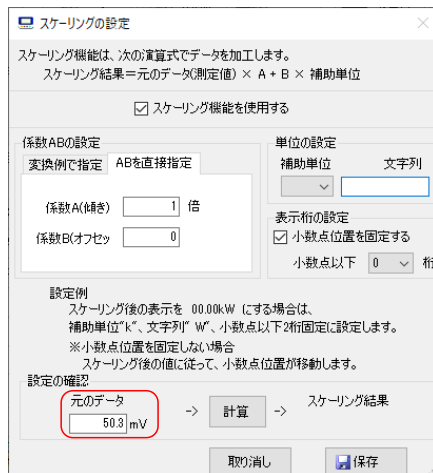 スケーリングの設定
スケーリング機能は、次の演算式でデータを加工します。
スケーリング結果＝元のデータ(測定値) × A + B × 補助単位
スケーリング機能を使用する
係数ABの設定
変換例で指定 ABを直接指定
係数A(傾き) 1 倍
係数B(オフセッ 0
単位の設定
補助単位 文字列
表示桁の設定
小数点位置を固定する
小数点以下 0 桁
設定例
スケーリング後の表示を 00.00kW にする場合は、
補助単位"k"、文字列" W"、小数点以下2桁固定に設定します。
※小数点位置を固定しない場合
スケーリング後の値に従って、小数点位置が移動します。
設定の確認
元のデータ
50.3 mV
-> 計算 -> スケーリング結果
取り消し 保存